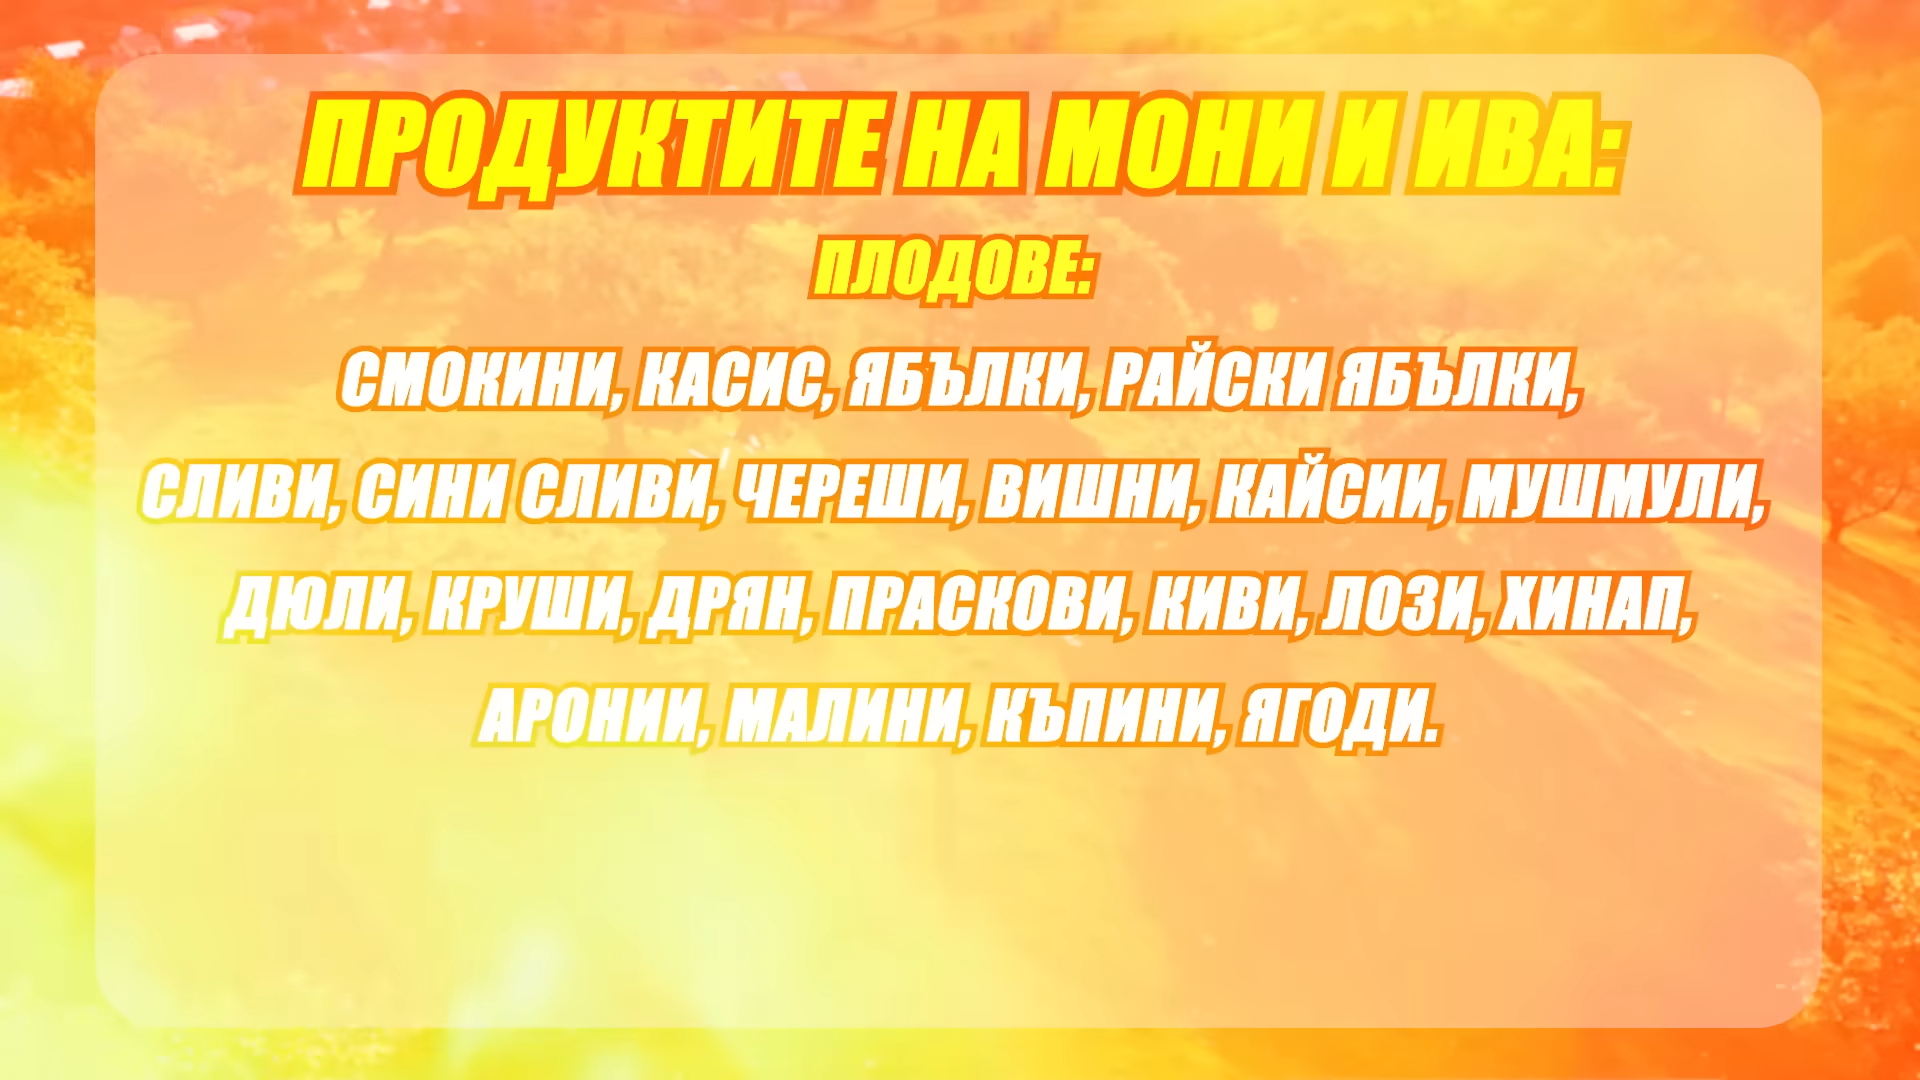 ПРОДУКТИТЕ НА МОНИ И ИВА:
ПЛОДОВЕ:
СМОКИНИ, КАСИС, ЯБЪЛКИ, РАЙСКИ ЯБЪЛКИ,
СЛИВИ, СИНИ СЛИВИ, ЧЕРЕШИ, ВИШНИ, КАЙСИИ, МУШМУЛИ,
ДЮЛИ, КРУШИ, ДРЯН, ПРАСКОВИ, КИВИ, ЛОЗИ, ХИНАП,
АРОНИИ, МАЛИНИ, КЪПИНИ, ЯГОДИ.